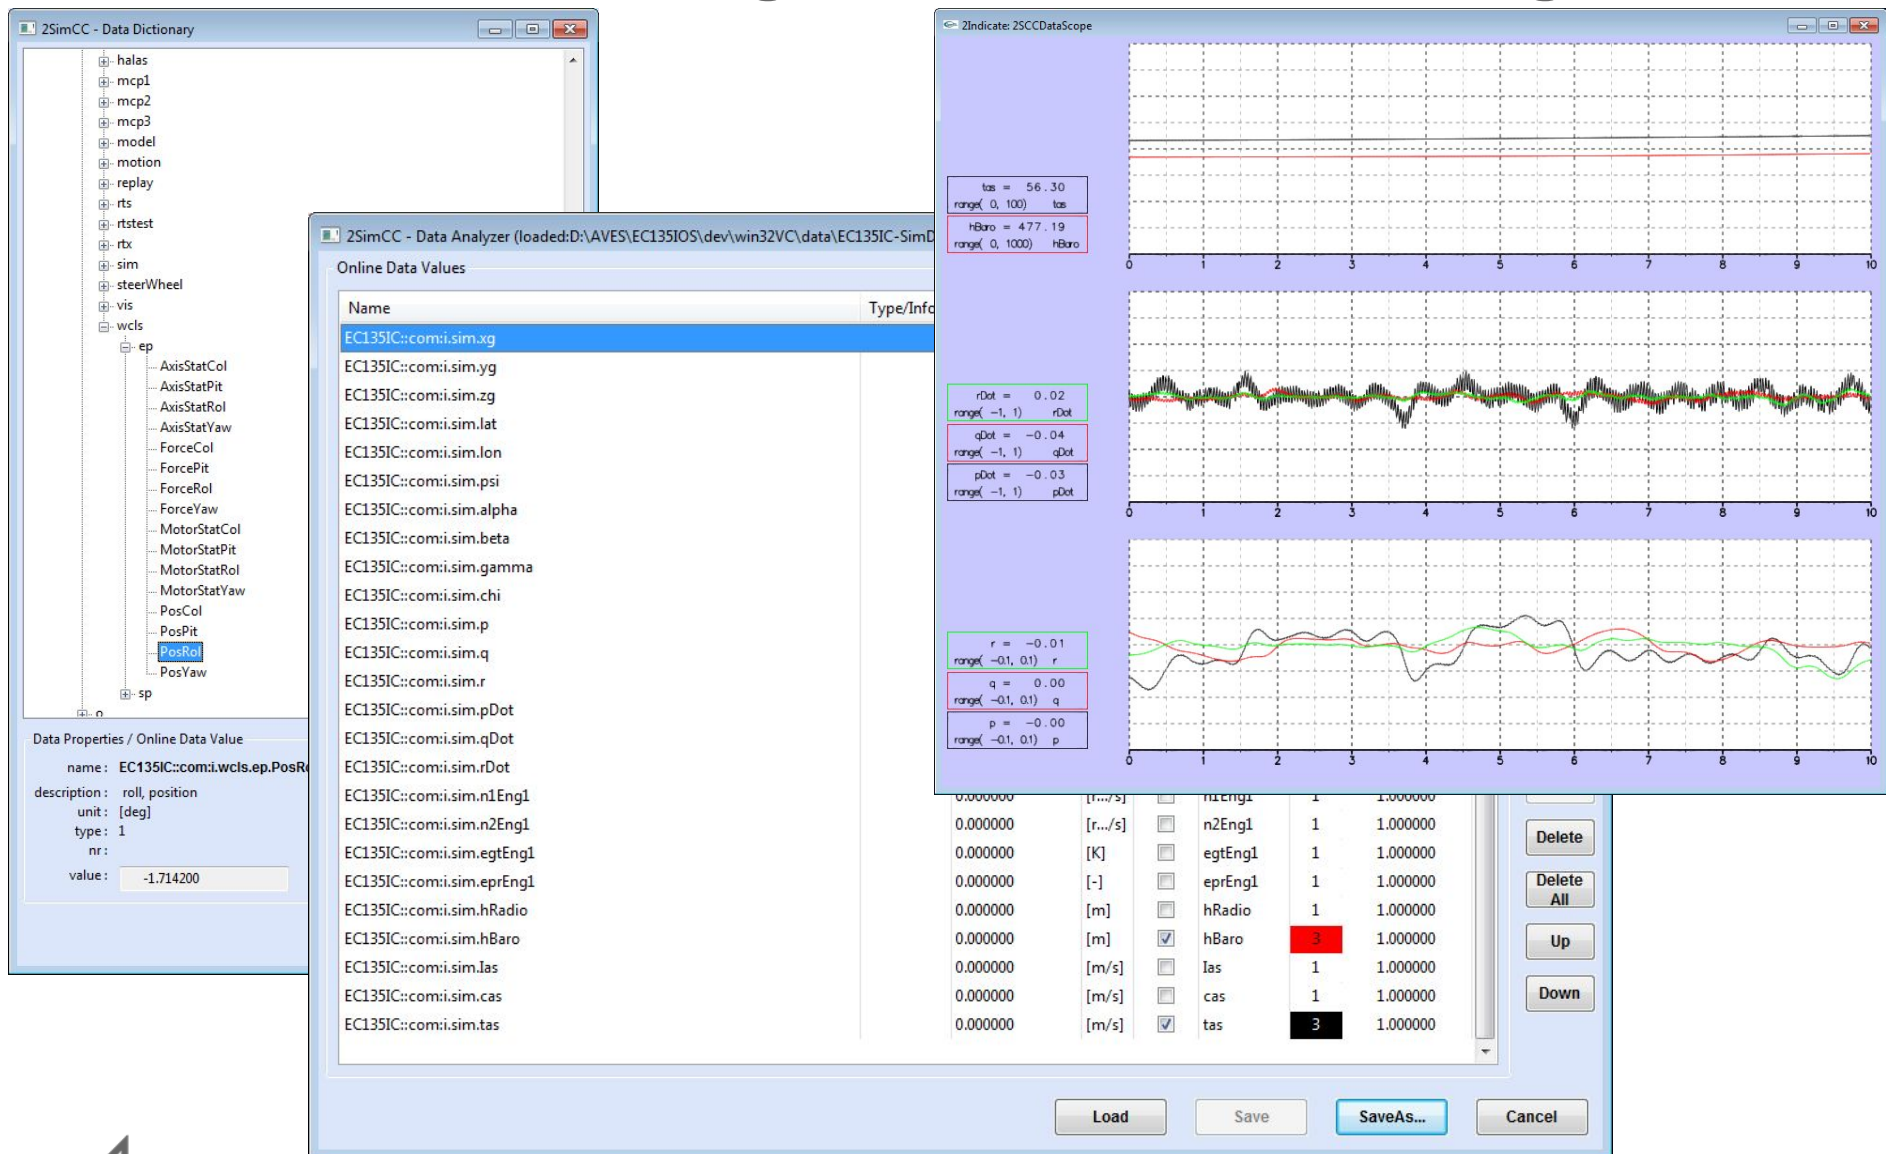 2SimCC - Data Dictionary
halas
mcp1
mcp2
mcp3
model
motion
replay
rts
rtstest
rtx
sim
steerWheel
vis
wcls
ep
AxisStatCol
AxisStatPit
AxisStatRol
AxisStatYaw
ForceCol
ForcePit
ForceRol
ForceYaw
MotorStatCol
MotorStatPit
MotorStatRol
MotorStatYaw
PosCol
PosPit
PosRol
PosYaw
sp
Data Properties / Online Data Value
name: EC135IC::com:i.wcls.ep.PosR
description: roll, position
unit: [deg]
type: 1
nr:
value: -1.714200
2SimCC - Data Analyzer (loaded:D:\AVES\EC135IOS\dev\win32VC\data\EC135IC-SimD
Online Data Values
Name Type/Info
EC135IC::com:i.sim.xg
EC135IC::com:i.sim.yg
EC135IC::com:i.sim.zg
EC135IC::com:i.sim.lat
EC135IC::com:i.sim.lon
EC135IC::com:i.sim.psi
EC135IC::com:i.sim.alpha
EC135IC::com:i.sim.beta
EC135IC::com:i.sim.gamma
EC135IC::com:i.sim.chi
EC135IC::com:i.sim.p
EC135IC::com:i.sim.q
EC135IC::com:i.sim.r
EC135IC::com:i.sim.pDot
EC135IC::com:i.sim.qDot
EC135IC::com:i.sim.rDot
EC135IC::com:i.sim.n1Eng1 0.000000 [r.../s] n1Eng1 1 1.000000
EC135IC::com:i.sim.n2Eng1 0.000000 [r.../s] n2Eng1 1 1.000000
EC135IC::com:i.sim.egtEng1 0.000000 [K] egtEng1 1 1.000000
EC135IC::com:i.sim.eprEng1 0.000000 [-] eprEng1 1 1.000000
EC135IC::com:i.sim.hRadio 0.000000 [m] hRadio 1 1.000000
EC135IC::com:i.sim.hBaro 0.000000 [m] hBaro 3 1.000000
EC135IC::com:i.sim.Ias 0.000000 [m/s] Ias 1 1.000000
EC135IC::com:i.sim.cas 0.000000 [m/s] cas 1 1.000000
EC135IC::com:i.sim.tas 0.000000 [m/s] tas 3 1.000000
Delete
Delete All
Up
Down
Load Save SaveAs... Cancel
2Indicate: 2SCCDataScope
tas = 56.30
range( 0, 100) tas
hBaro = 477.19
range( 0, 1000) hBaro
0 1 2 3 4 5 6 7 8 9 10
rDot = 0.02
range( -1, 1) rDot
qDot = -0.04
range( -1, 1) qDot
pDot = -0.03
range( -1, 1) pDot
0 1 2 3 4 5 6 7 8 9 10
r = -0.01
range( -0.1, 0.1) r
q = 0.00
range( -0.1, 0.1) q
p = -0.00
range( -0.1, 0.1) p
0 1 2 3 4 5 6 7 8 9 10